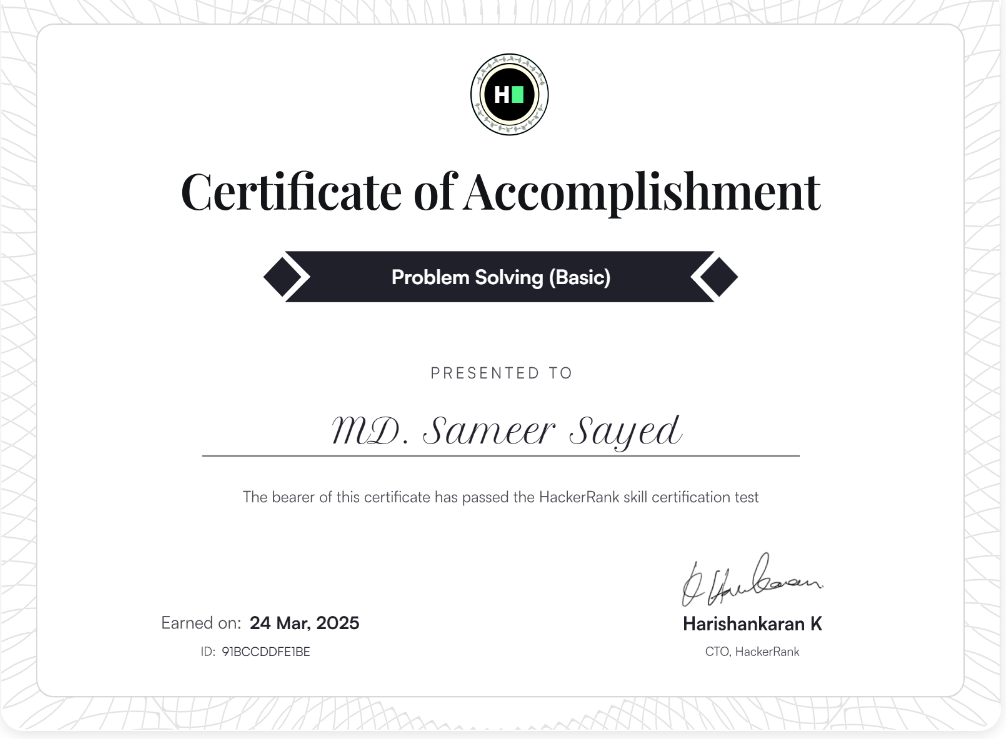 H
Certificate of Accomplishment
Problem Solving (Basic)
PRESENTED TO
MD. Sameer Sayed
The bearer of this certificate has passed the HackerRank skill certification test
Earned on: 24 Mar, 2025
Harishankaran K
ID: 91BCCDDFE1BE
CTO, HackerRank